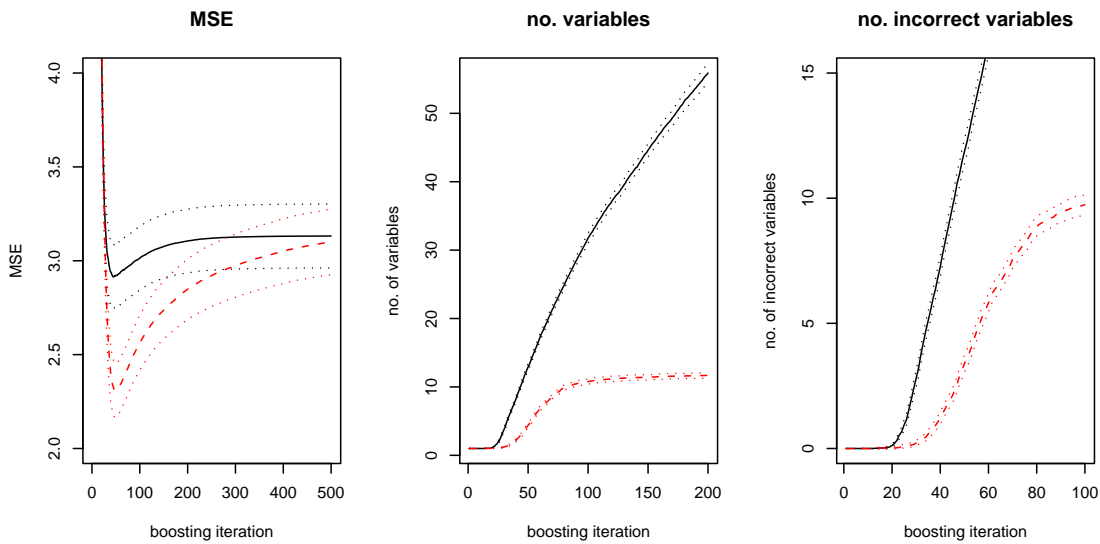 MSE
MSE
4.0
3.5
3.0
2.5
2.0
0 100 200 300 400 500
boosting iteration
no. variables
no. of variables
50
40
30
20
10
0
0 50 100 150 200
boosting iteration
no. incorrect variables
no. of incorrect variables
15
10
5
0
0 20 40 60 80 100
boosting iteration